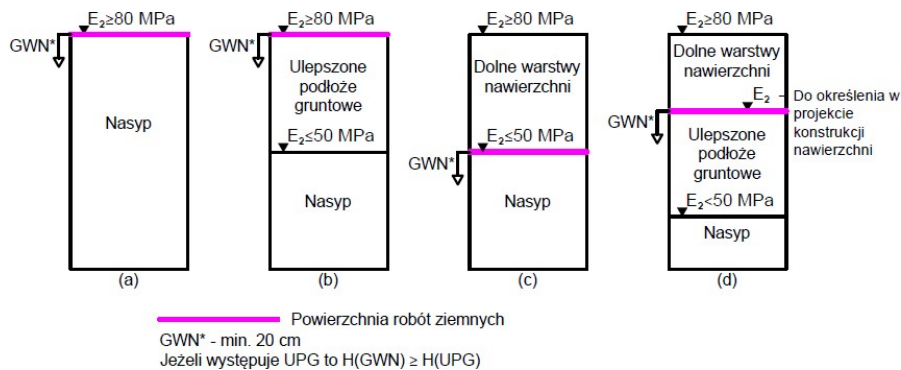 E₂≥80 MPa
GWN*
Nasyp
(a)
E₂≥80 MPa
GWN*
Ulepszone
podłoże
gruntowe
E₂≤50 MPa
Nasyp
(b)
E₂≥80 MPa
Dolne warstwy
nawierzchni
E₂≤50 MPa
GWN*
Nasyp
(c)
E₂≥80 MPa
Dolne warstwy
nawierzchni
E₂ - Do określenia w
projekcie
konstrukcji
nawierzchni
GWN*
Ulepszone
podłoże
gruntowe
E₂<50 MPa
Nasyp
(d)
Powierzchnia robót ziemnych
GWN* - min. 20 cm
Jeżeli występuje UPG to H(GWN) ≥ H(UPG)